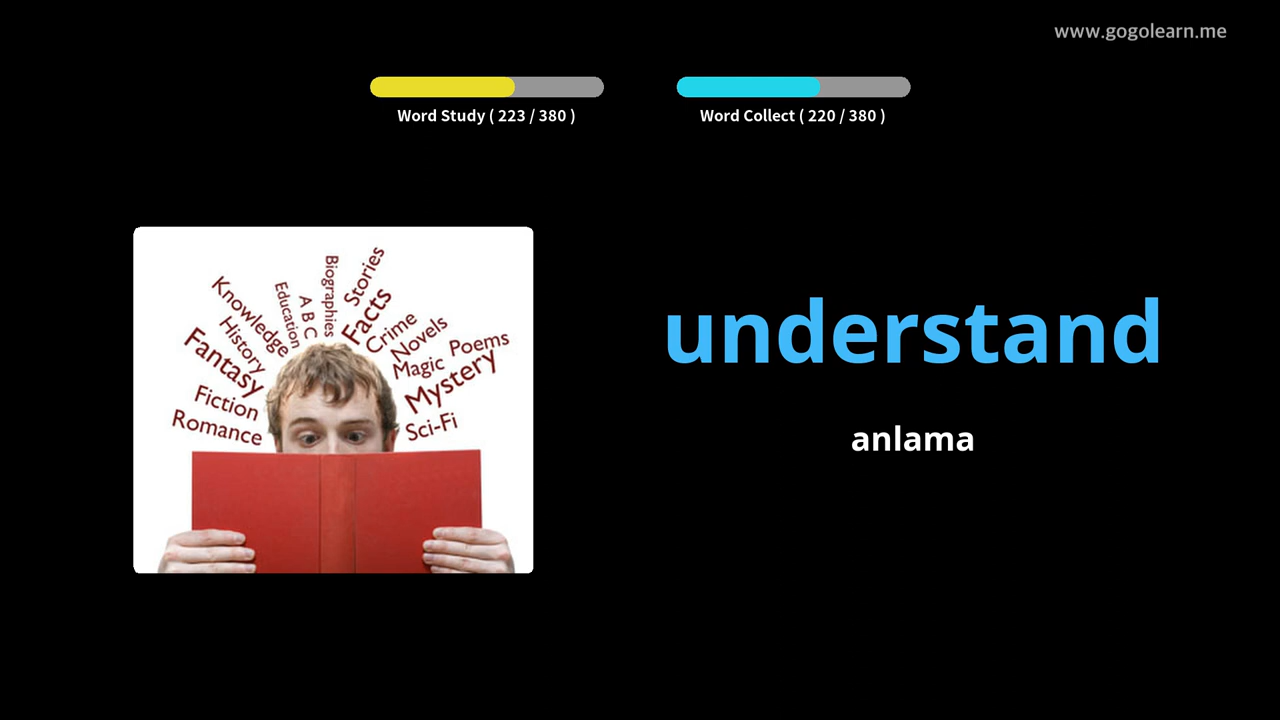 www.gogolearn.me
Word Study ( 223 / 380 )
Word Collect ( 220 / 380 )
Knowledge
History
Education
A B C
Biographies
Stories
Facts
Crime
Novels
Magic
Poems
Mystery
Sci-Fi
Fantasy
Fiction
Romance
understand
anlama